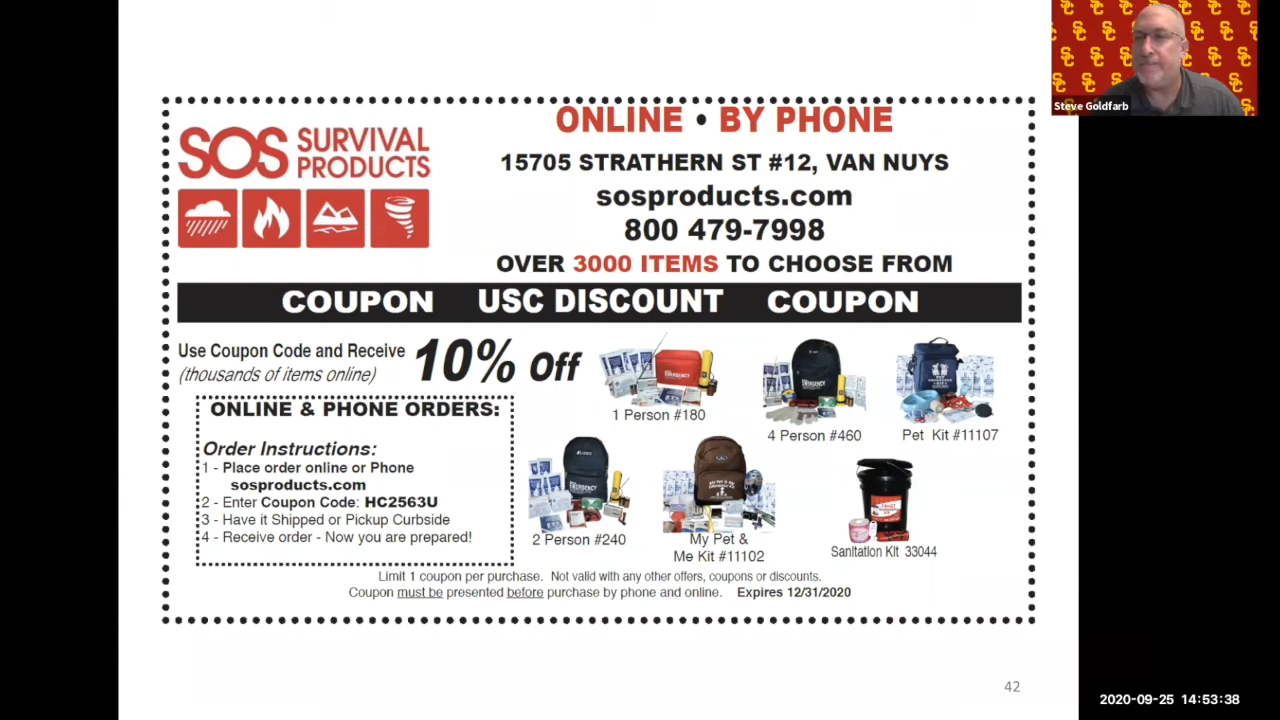 ONLINE • BY PHONE
SOS SURVIVAL PRODUCTS
15705 STRATHERN ST #12, VAN NUYS
sosproducts.com
800 479-7998
OVER 3000 ITEMS TO CHOOSE FROM
COUPON USC DISCOUNT COUPON
Use Coupon Code and Receive 10% Off
(thousands of items online)
ONLINE & PHONE ORDERS:
Order Instructions:
1 - Place order online or Phone
sosproducts.com
2 - Enter Coupon Code: HC2563U
3 - Have it Shipped or Pickup Curbside
4 - Receive order - Now you are prepared!
1 Person #180
4 Person #460
Pet Kit #11107
2 Person #240
My Pet &
Me Kit #11102
Sanitation Kit 33044
Limit 1 coupon per purchase. Not valid with any other offers, coupons or discounts.
Coupon must be presented before purchase by phone and online. Expires 12/31/2020
42
Steve Goldfarb
2020-09-25 14:53:38